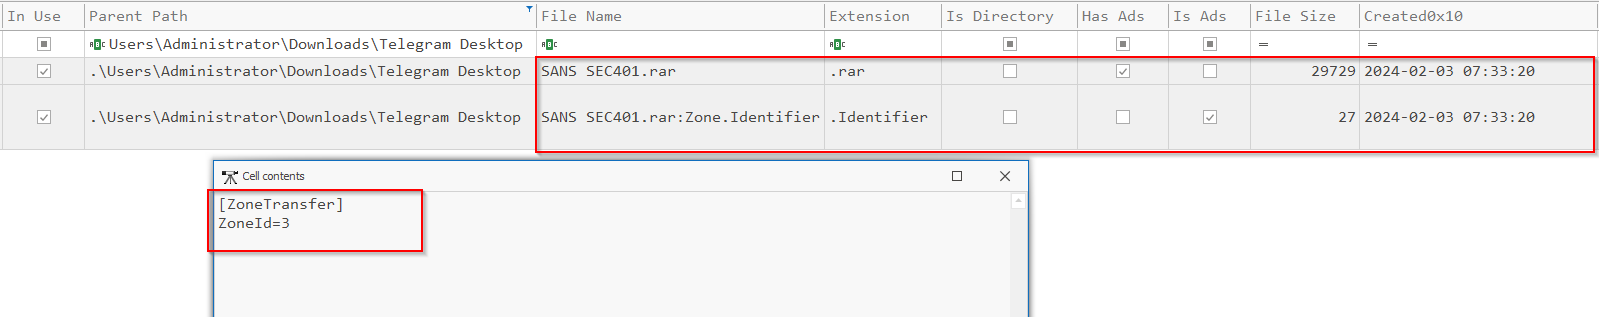 In Use Parent Path File Name Extension Is Directory Has Ads Is Ads File Size Created0x10
ABC Users\Administrator\Downloads\Telegram Desktop ABC ABC = =
.\Users\Administrator\Downloads\Telegram Desktop SANS SEC401.rar .rar 29729 2024-02-03 07:33:20
.\Users\Administrator\Downloads\Telegram Desktop SANS SEC401.rar:Zone.Identifier .Identifier 27 2024-02-03 07:33:20
Cell contents
[ZoneTransfer]
ZoneId=3